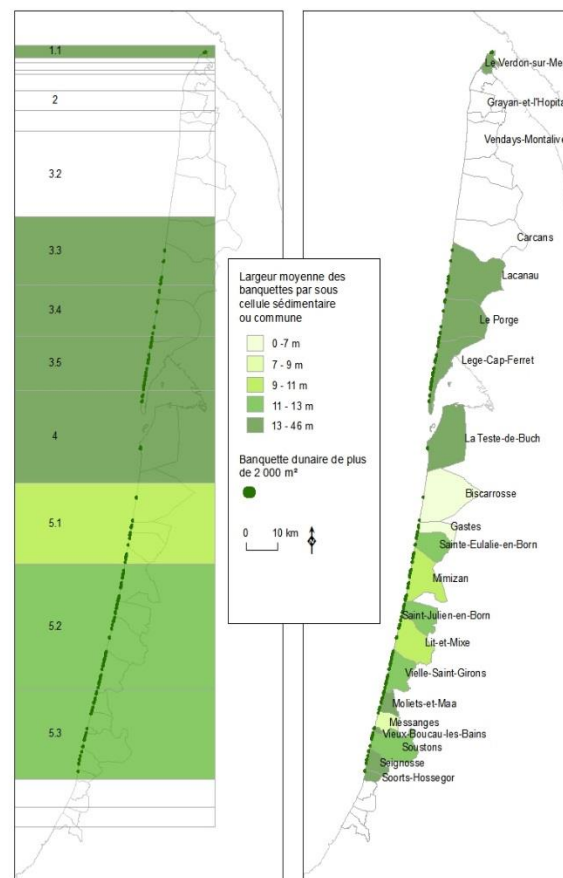 1.1
2
3.2
3.3
3.4
3.5
4
5.1
5.2
5.3
Largeur moyenne des
banquettes par sous
cellule sédimentaire
ou commune
0 -7 m
7 - 9 m
9 - 11 m
11 - 13 m
13 - 46 m
Banquette dunaire de plus
de 2 000 m²
0 10 km
N
Le Verdon-sur-Me
Grayan-et-l'Hopita
Vendays-Montalive
Carcans
Lacanau
Le Porge
Lege-Cap-Ferret
La Teste-de-Buch
Biscarrosse
Gastes
Sainte-Eulalie-en-Born
Mimizan
Saint-Julien-en-Born
Lit-et-Mixe
Vielle-Saint-Girons
Moliets-et-Maa
Messanges
Vieux-Boucau-les-Bains
Soustons
Seignosse
Soorts-Hossegor